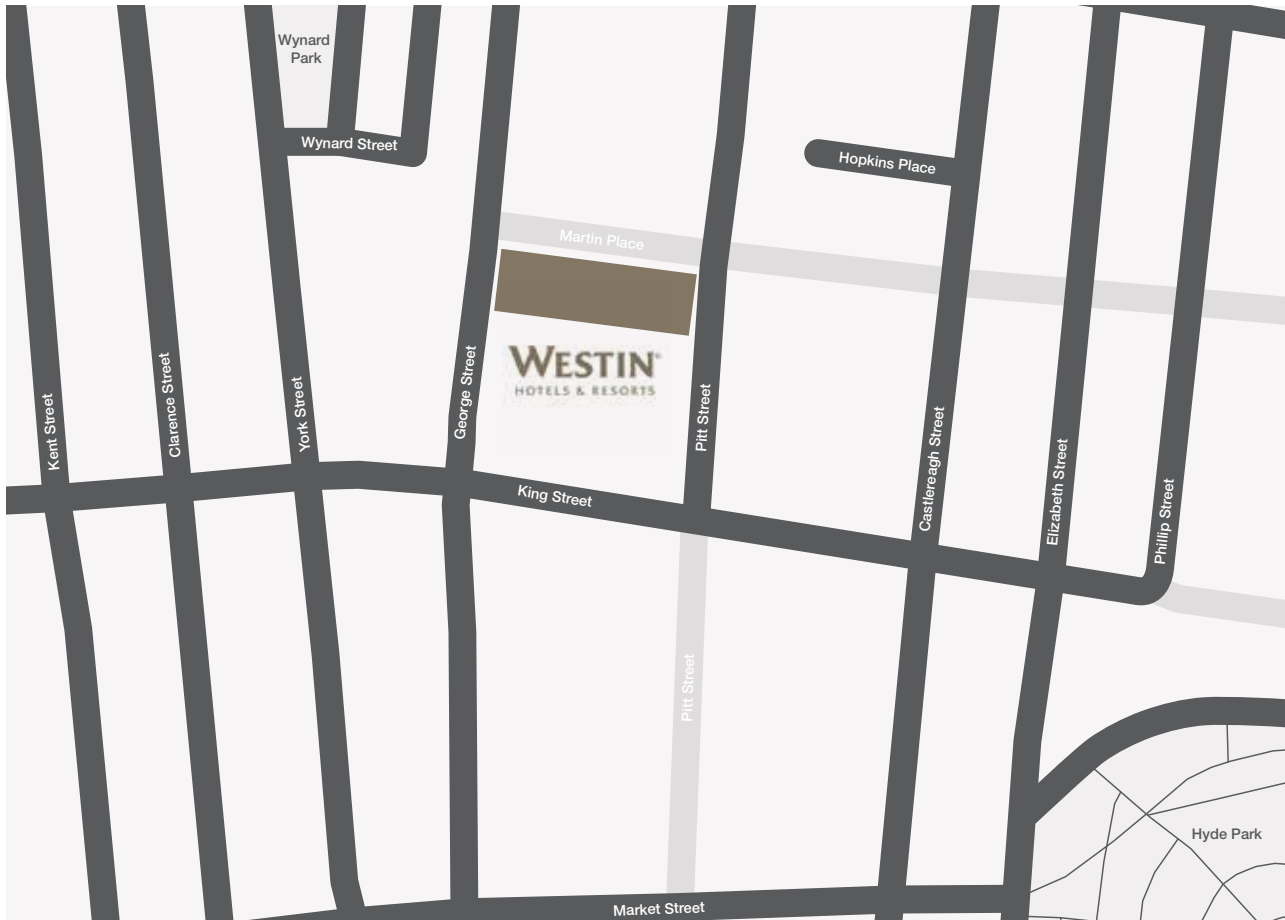 Wynard
Park
Wynard Street
Hopkins Place
Martin Place
WESTIN®
HOTELS & RESORTS
Kent Street
Clarence Street
York Street
George Street
Pitt Street
Castlereagh Street
Elizabeth Street
Phillip Street
King Street
Pitt Street
Hyde Park
Market Street